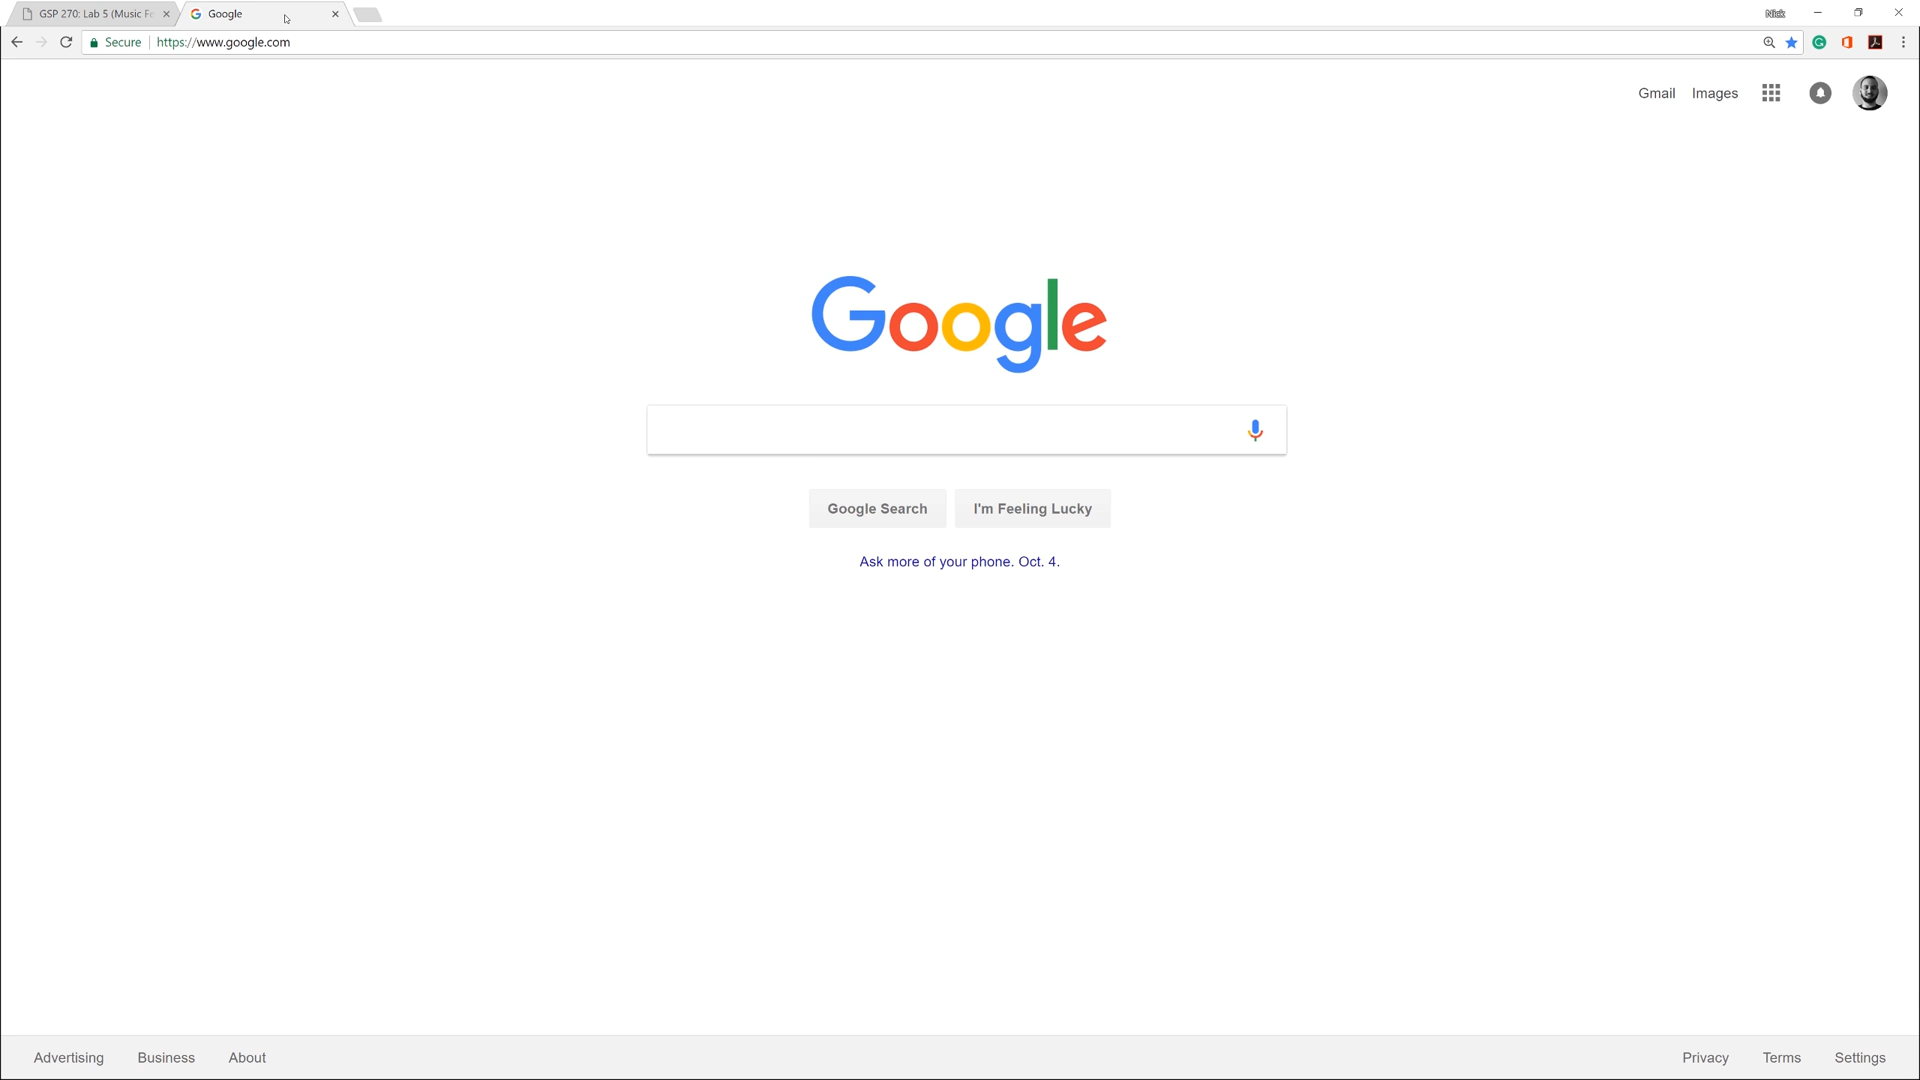 GSP 270: Lab 5 (Music Fe
Google
Nick
Secure
https://www.google.com
Gmail
Images
Google
Google Search
I'm Feeling Lucky
Ask more of your phone. Oct. 4.
Advertising
Business
About
Privacy
Terms
Settings